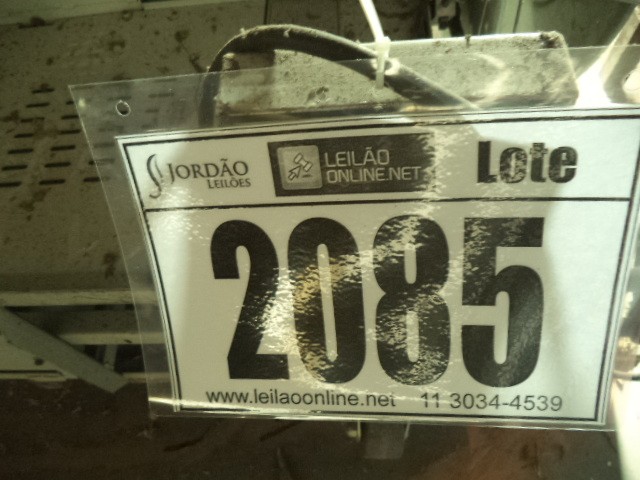 JORDÃO
LEILÕES
LEILÃO
ONLINE.NET
Lote
2085
www.leilaoonline.net 11 3034-4539